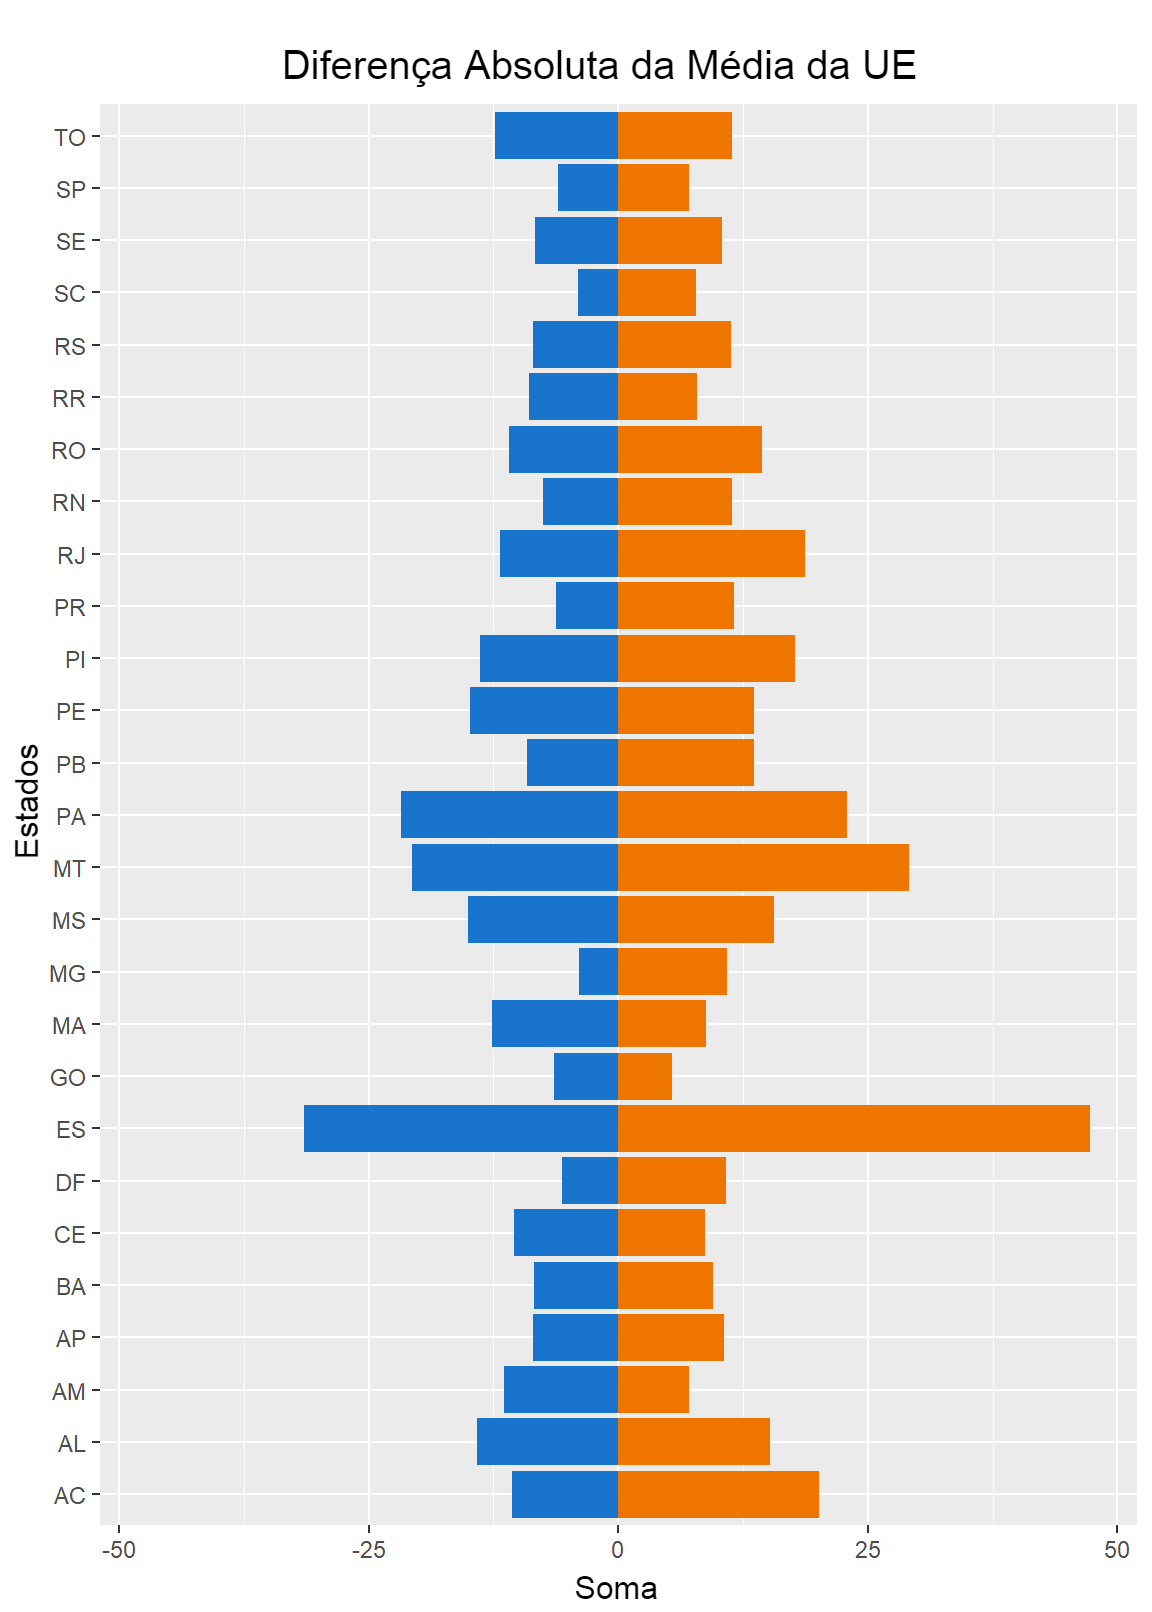 Diferença Absoluta da Média da UE
TO
SP
SE
SC
RS
RR
RO
RN
RJ
PR
PI
PE
PB
PA
MT
MS
MG
MA
GO
ES
DF
CE
BA
AP
AM
AL
AC
Estados
-50 -25 0 25 50
Soma